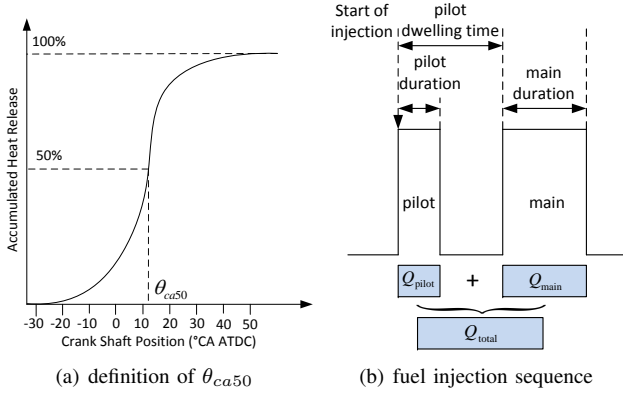 100%
50%
Accumulated Heat Release
θca50
-30 -20 -10 0 10 20 30 40 50
Crank Shaft Position (°CA ATDC)
(a) definition of θca50
Start of
injection
pilot
dwelling time
pilot
duration
main
duration
pilot
main
Qpilot + Qmain
Qtotal
(b) fuel injection sequence